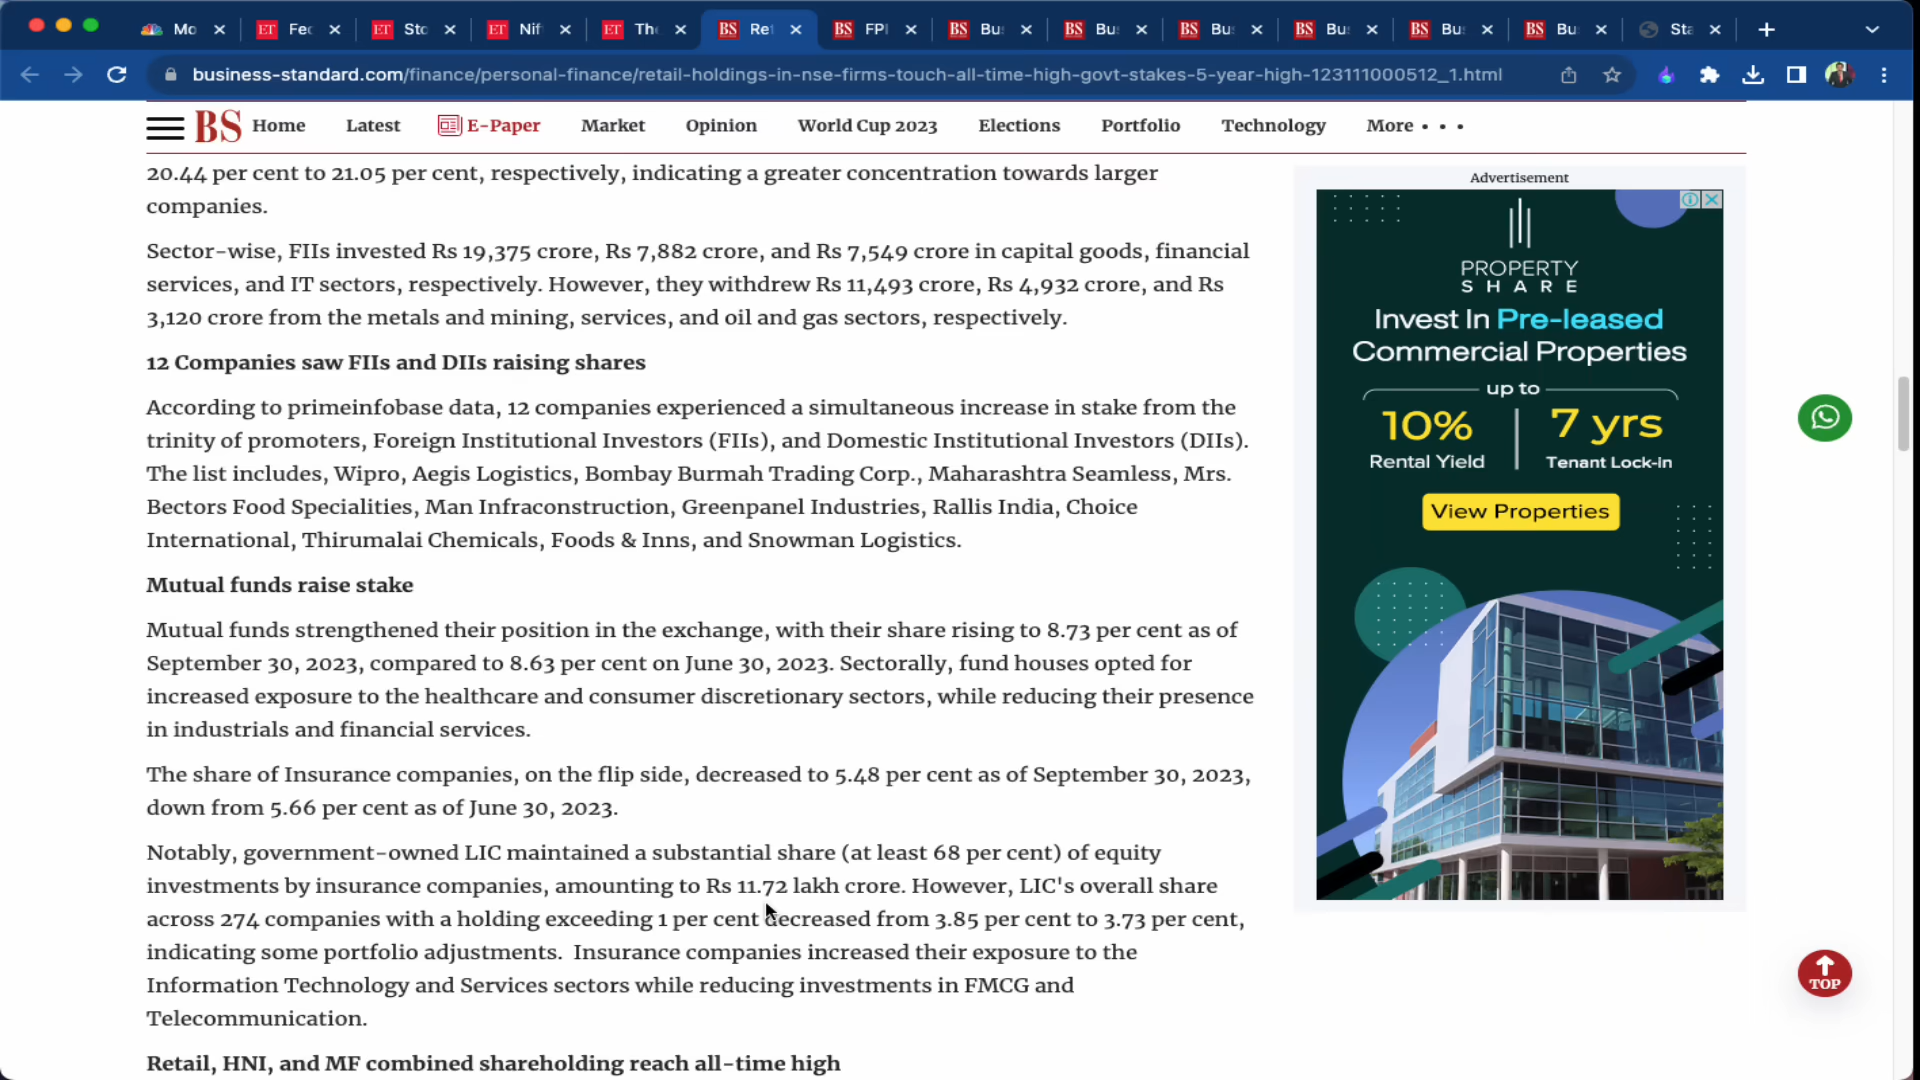 Mo
Fec
Sto
Nif
Th
Ret
FPI
Bu
Bu
Bu
Bu
Bu
Bu
Sta
business-standard.com/finance/personal-finance/retail-holdings-in-nse-firms-touch-all-time-high-govt-stakes-5-year-high-123111000512_1.html
BS Home Latest E-Paper Market Opinion World Cup 2023 Elections Portfolio Technology More
20.44 per cent to 21.05 per cent, respectively, indicating a greater concentration towards larger
companies.
Sector-wise, FIIs invested Rs 19,375 crore, Rs 7,882 crore, and Rs 7,549 crore in capital goods, financial
services, and IT sectors, respectively. However, they withdrew Rs 11,493 crore, Rs 4,932 crore, and Rs
3,120 crore from the metals and mining, services, and oil and gas sectors, respectively.
12 Companies saw FIIs and DIIs raising shares
According to primeinfobase data, 12 companies experienced a simultaneous increase in stake from the
trinity of promoters, Foreign Institutional Investors (FIIs), and Domestic Institutional Investors (DIIs).
The list includes, Wipro, Aegis Logistics, Bombay Burmah Trading Corp., Maharashtra Seamless, Mrs.
Bectors Food Specialities, Man Infraconstruction, Greenpanel Industries, Rallis India, Choice
International, Thirumalai Chemicals, Foods & Inns, and Snowman Logistics.
Mutual funds raise stake
Mutual funds strengthened their position in the exchange, with their share rising to 8.73 per cent as of
September 30, 2023, compared to 8.63 per cent on June 30, 2023. Sectorally, fund houses opted for
increased exposure to the healthcare and consumer discretionary sectors, while reducing their presence
in industrials and financial services.
The share of Insurance companies, on the flip side, decreased to 5.48 per cent as of September 30, 2023,
down from 5.66 per cent as of June 30, 2023.
Notably, government-owned LIC maintained a substantial share (at least 68 per cent) of equity
investments by insurance companies, amounting to Rs 11.72 lakh crore. However, LIC's overall share
across 274 companies with a holding exceeding 1 per cent decreased from 3.85 per cent to 3.73 per cent,
indicating some portfolio adjustments. Insurance companies increased their exposure to the
Information Technology and Services sectors while reducing investments in FMCG and
Telecommunication.
Retail, HNI, and MF combined shareholding reach all-time high
Advertisement
PROPERTY
SHARE
Invest In Pre-leased
Commercial Properties
up to
10% 7 yrs
Rental Yield Tenant Lock-in
View Properties
TOP